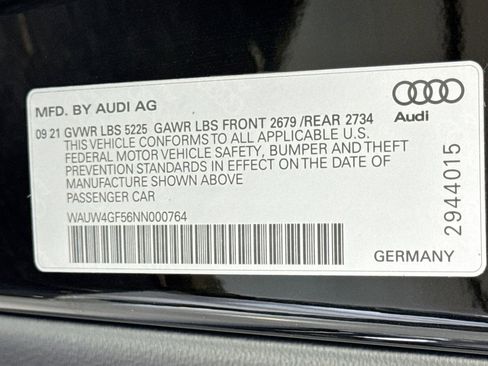 MFD. BY AUDI AG
Audi
09 21 GVWR LBS 5225 GAWR LBS FRONT 2679 /REAR 2734
THIS VEHICLE CONFORMS TO ALL APPLICABLE U.S.
FEDERAL MOTOR VEHICLE SAFETY, BUMPER AND THEFT
PREVENTION STANDARDS IN EFFECT ON THE DATE OF
MANUFACTURE SHOWN ABOVE
PASSENGER CAR
WAUW4GF56NN000764
2944015
GERMANY